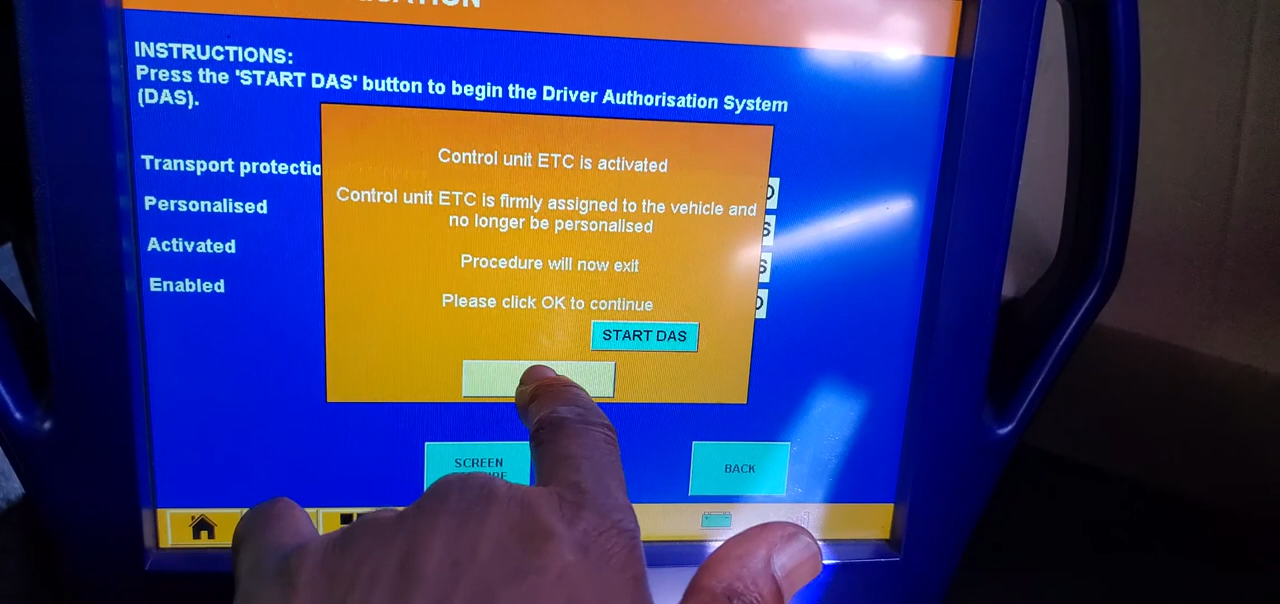 INSTRUCTIONS:
Press the 'START DAS' button to begin the Driver Authorisation System
(DAS).
Transport protectio
Personalised
Activated
Enabled
Control unit ETC is activated
Control unit ETC is firmly assigned to the vehicle and
no longer be personalised
Procedure will now exit
Please click OK to continue
START DAS
SCREEN
BACK